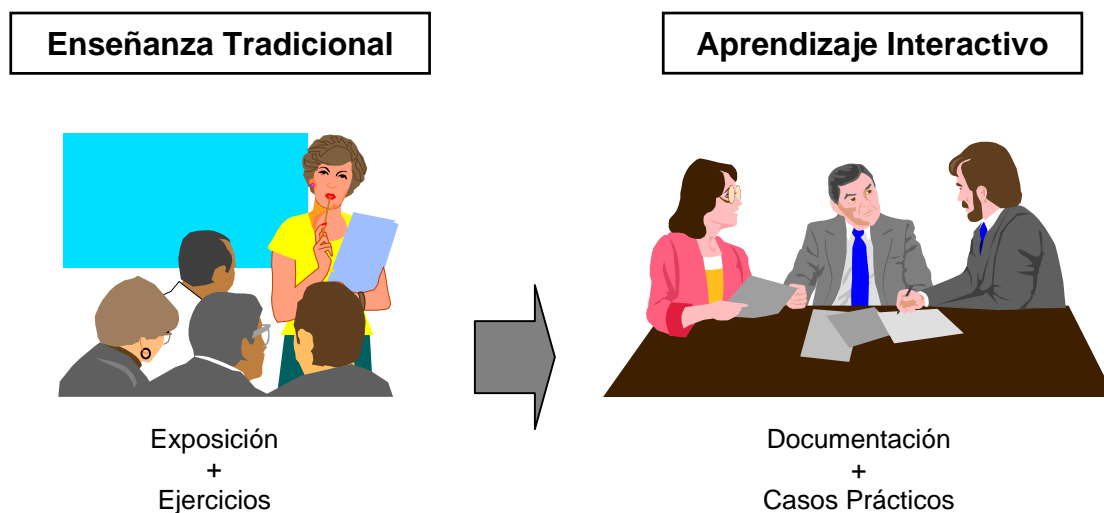 Enseñanza Tradicional
Aprendizaje Interactivo
Exposición
+
Ejercicios
Documentación
+
Casos Prácticos